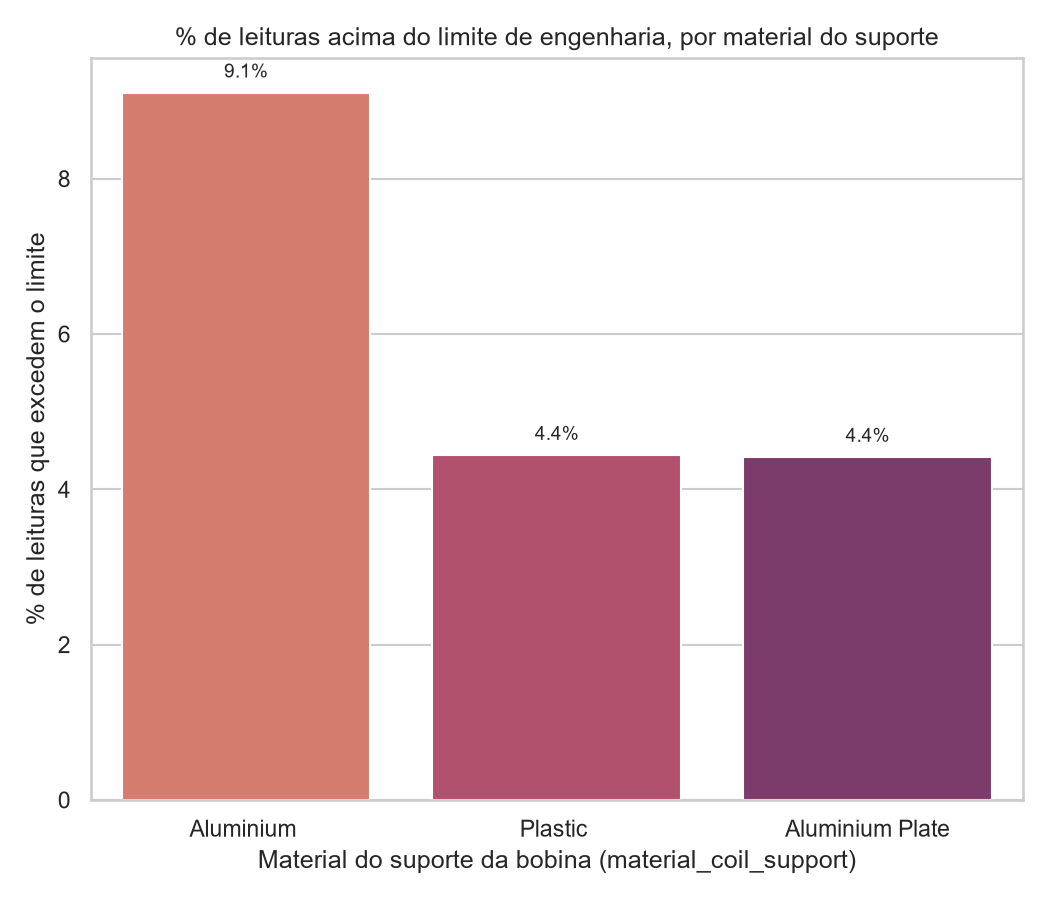 % de leituras acima do limite de engenharia, por material do suporte
9.1%
4.4%
4.4%
% de leituras que excedem o limite
8
6
4
2
0
Aluminium
Plastic
Aluminium Plate
Material do suporte da bobina (material_coil_support)